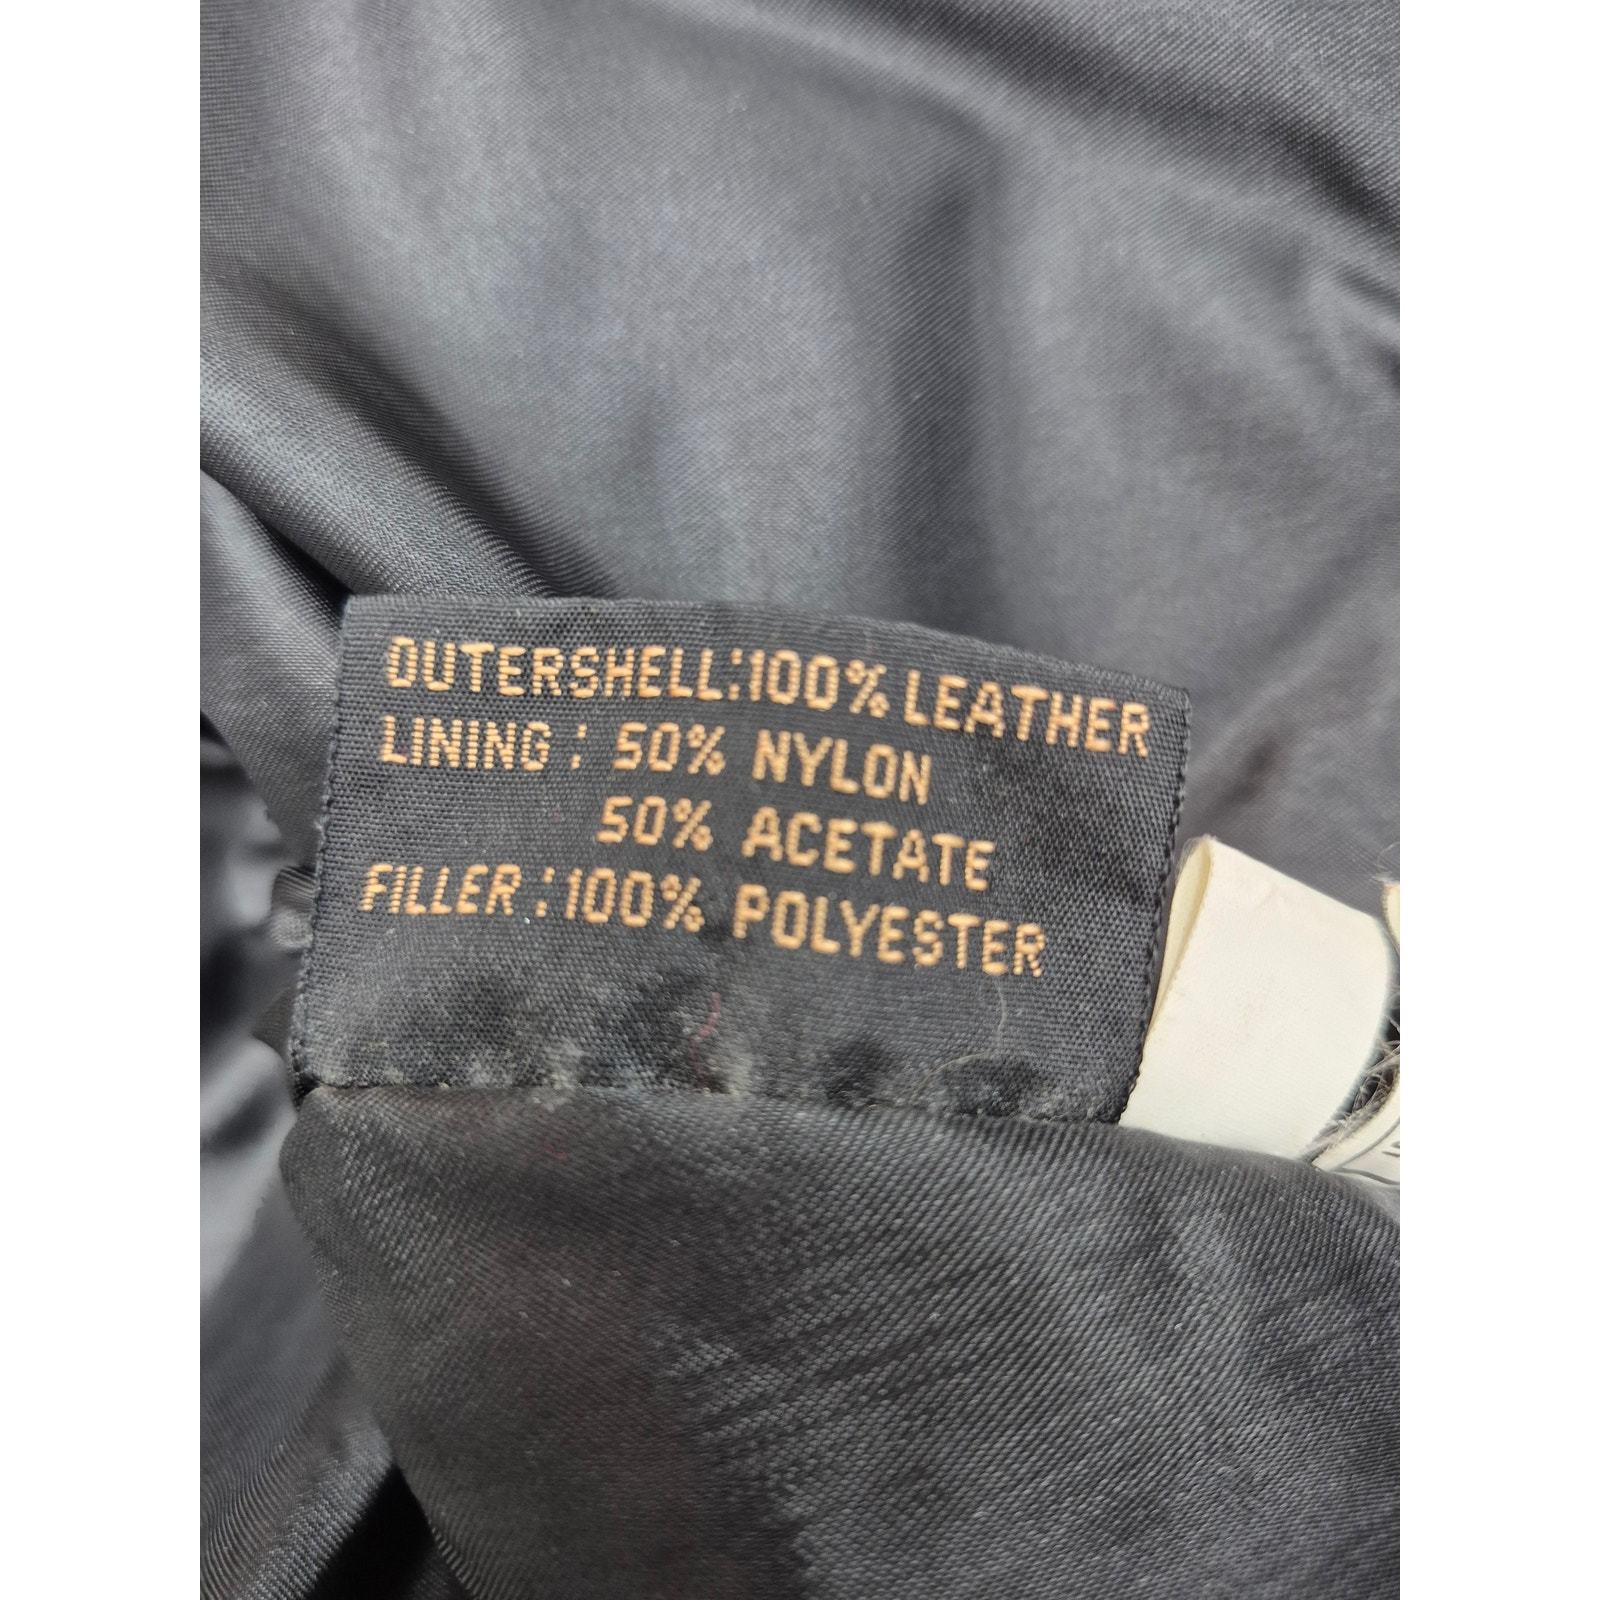 OUTERSHELL:100% LEATHER
LINING : 50% NYLON
50% ACETATE
FILLER :100% POLYESTER